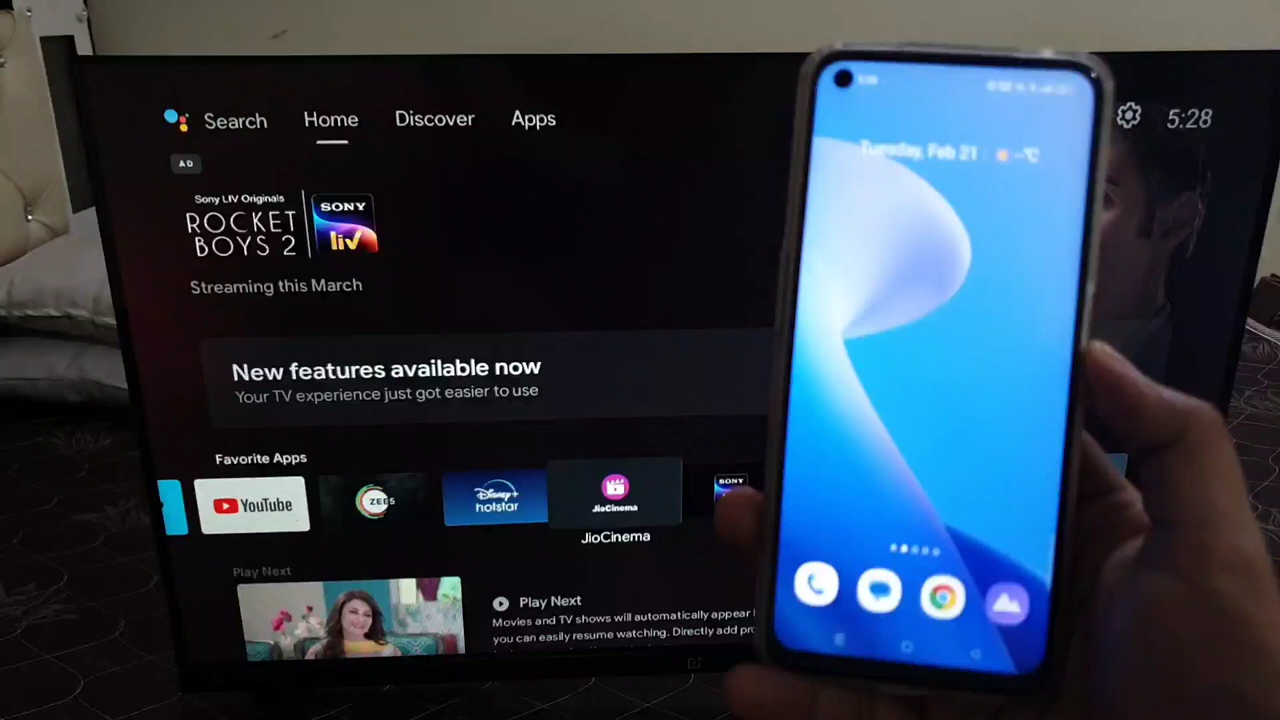 Search Home Discover Apps
5:28
AD
Sony LIV Originals
ROCKET
BOYS 2
SONY
liv
Streaming this March
New features available now
Your TV experience just got easier to use
Favorite Apps
YouTube
ZEE5
Disney+
hotstar
JioCinema
SONY
JioCinema
Play Next
Play Next
Movies and TV shows will automatically appear
you can easily resume watching. Directly add
Tuesday, Feb 21 --°C